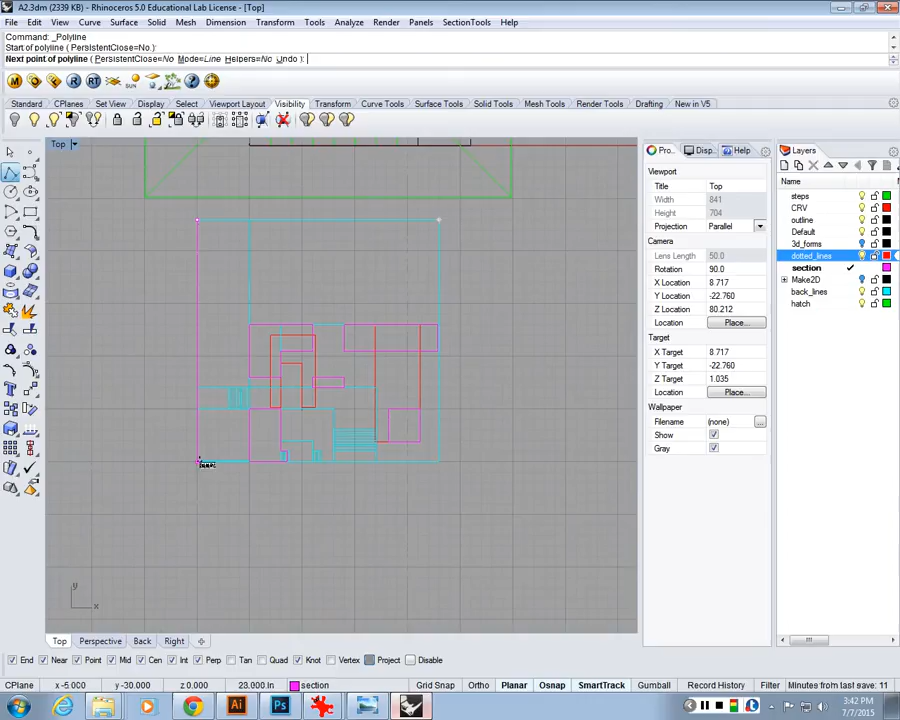 A2.3dm (2339 KB) - Rhinoceros 5.0 Educational Lab License - [Top]
File Edit View Curve Surface Solid Mesh Dimension Transform Tools Analyze Render Panels SectionTools Help
Command: _Polyline
Start of polyline ( PersistentClose=No ):
Next point of polyline ( PersistentClose=No Mode=Line Helpers=No Undo ):
Standard CPlanes Set View Display Select Viewport Layout Visibility Transform Curve Tools Surface Tools Solid Tools Mesh Tools Render Tools Drafting New in V5
Top
Pro... Disp... Help
Viewport
Title Top
Width 841
Height 704
Projection Parallel
Camera
Lens Length 50.0
Rotation 90.0
X Location 8.717
Y Location -22.760
Z Location 80.212
Location Place...
Target
X Target 8.717
Y Target -22.760
Z Target 1.035
Location Place...
Wallpaper
Filename (none) ...
Show
Gray
Layers
Name
steps
CRV
outline
Default
3d_forms
dotted_lines
section
Make2D
back_lines
hatch
y
x
Top Perspective Back Right
End Near Point Mid Cen Int Perp Tan Quad Knot Vertex Project Disable
CPlane x -5.000 y -30.000 z 0.000 23.000 in section Grid Snap Ortho Planar Osnap SmartTrack Gumball Record History Filter Minutes from last save: 11
3:42 PM
7/7/2015